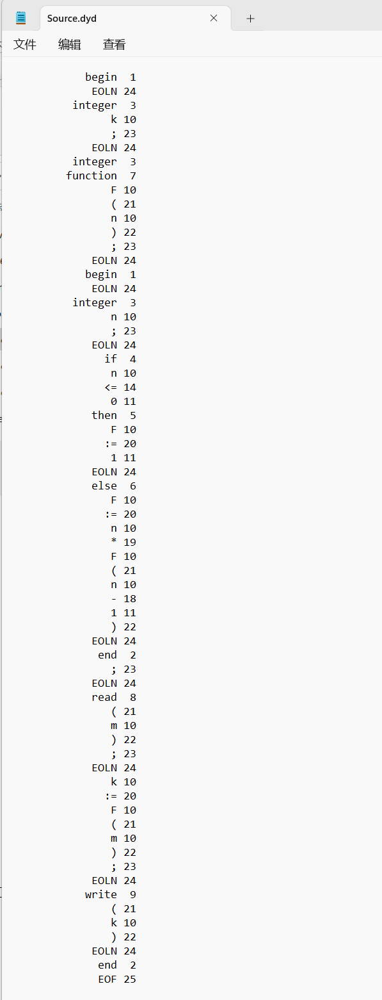 Source.dyd
文件 编辑 查看
begin 1
EOLN 24
integer 3
k 10
; 23
EOLN 24
integer 3
function 7
F 10
( 21
n 10
) 22
; 23
EOLN 24
begin 1
EOLN 24
integer 3
n 10
; 23
EOLN 24
if 4
n 10
<= 14
0 11
then 5
F 10
:= 20
1 11
EOLN 24
else 6
F 10
:= 20
n 10
* 19
F 10
( 21
n 10
- 18
1 11
) 22
EOLN 24
end 2
; 23
EOLN 24
read 8
( 21
m 10
) 22
; 23
EOLN 24
k 10
:= 20
F 10
( 21
m 10
) 22
; 23
EOLN 24
write 9
( 21
k 10
) 22
EOLN 24
end 2
EOF 25